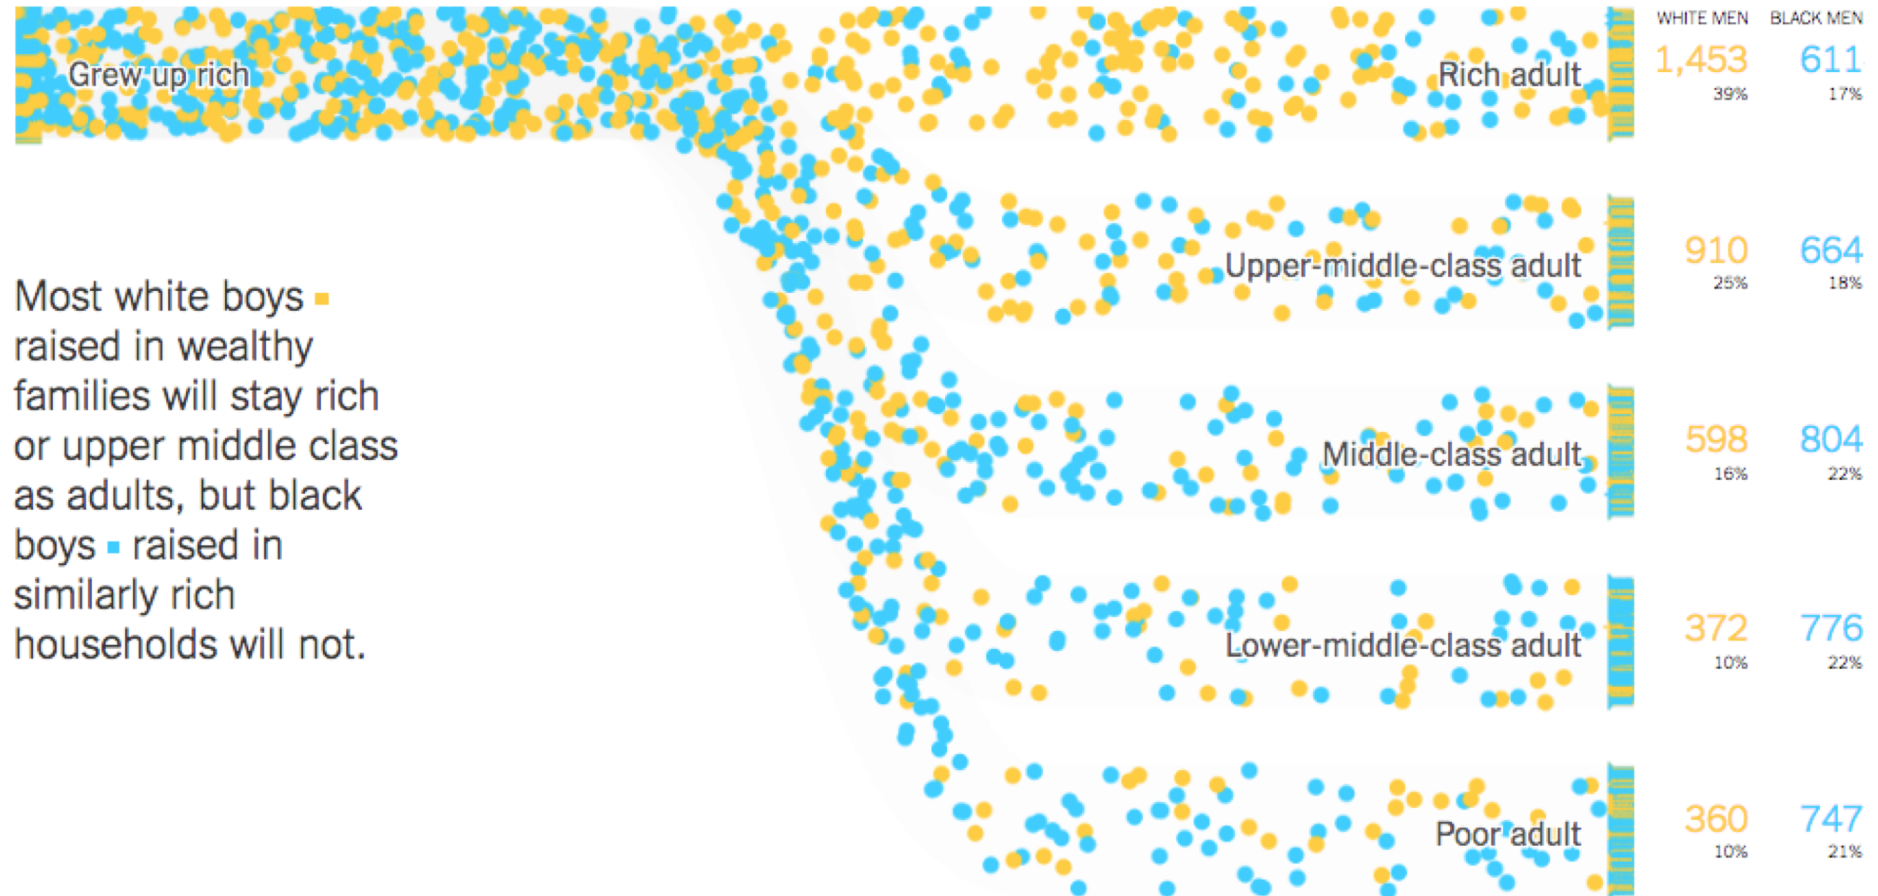 WHITE MEN BLACK MEN
Grew up rich
Rich adult
1,453 611
39% 17%
Upper-middle-class adult
910 664
25% 18%
Most white boys
raised in wealthy
families will stay rich
or upper middle class
as adults, but black
boys raised in
similarly rich
households will not.
Middle-class adult
598 804
16% 22%
Lower-middle-class adult
372 776
10% 22%
Poor adult
360 747
10% 21%